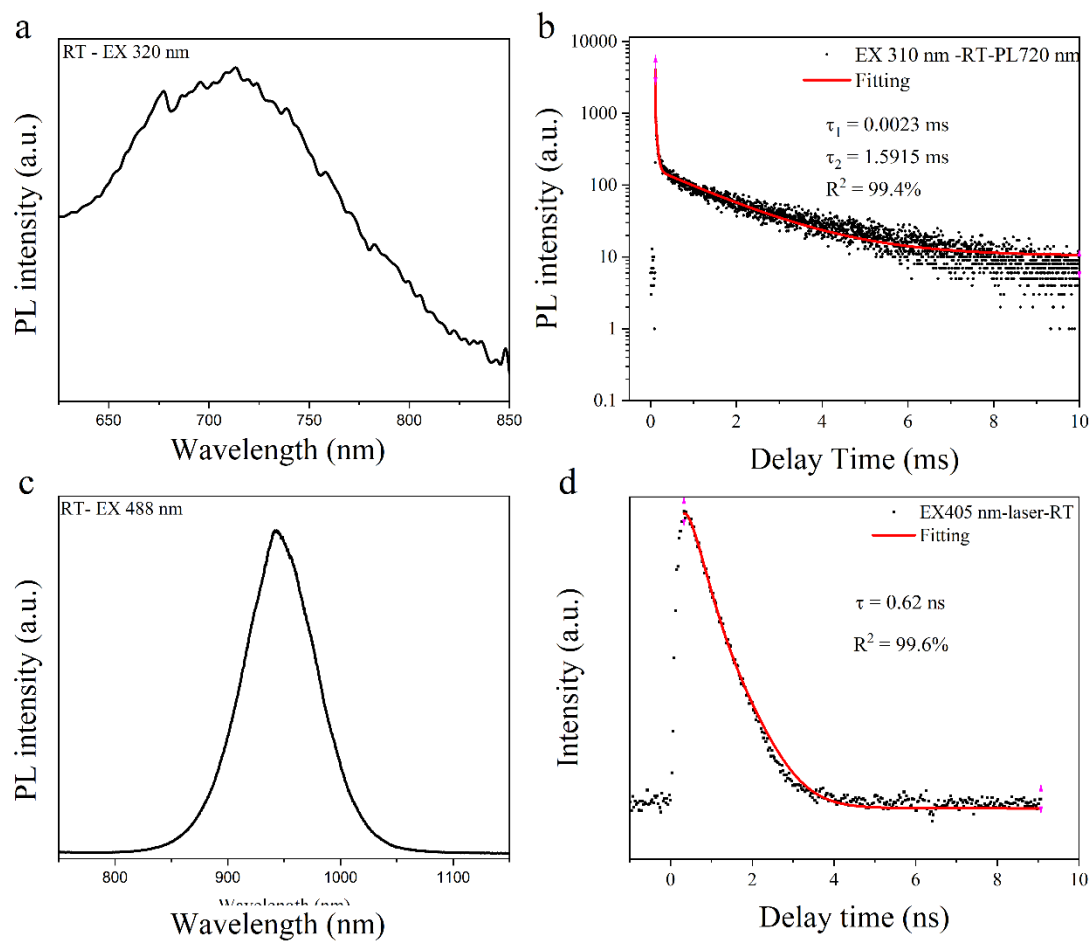 a
RT - EX 320 nm
PL intensity (a.u.)
650 700 750 800 850
Wavelength (nm)
b
10000
1000
100
10
1
0.1
PL intensity (a.u.)
EX 310 nm -RT-PL720 nm
Fitting
τ1 = 0.0023 ms
τ2 = 1.5915 ms
R2 = 99.4%
0 2 4 6 8 10
Delay Time (ms)
c
RT- EX 488 nm
PL intensity (a.u.)
800 900 1000 1100
Wavelength (nm)
Wavelength (nm)
d
EX405 nm-laser-RT
Fitting
τ = 0.62 ns
R2 = 99.6%
Intensity (a.u.)
0 2 4 6 8 10
Delay time (ns)